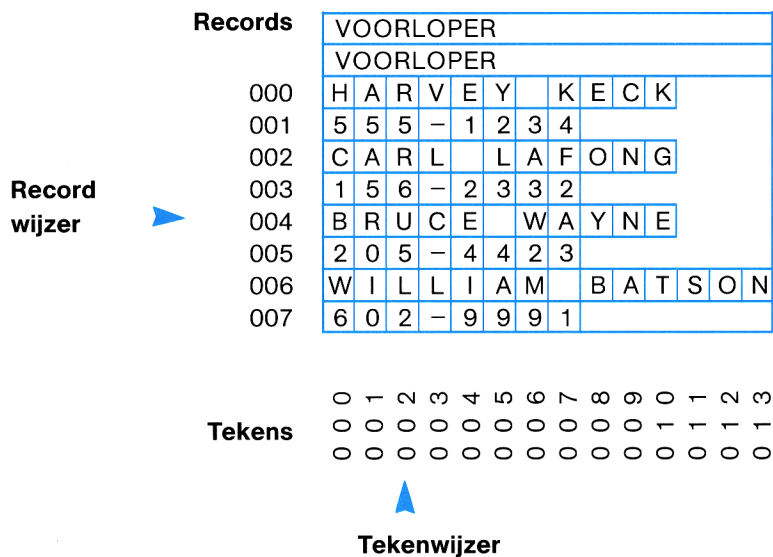 Records VOORLOPER
VOORLOPER
000 HARVEY KECK
001 555-1234
002 CARL LAFONG
Record wijzer
003 156-2332
004 BRUCE WAYNE
005 205-4423
006 WILLIAM BATSON
007 602-9991
Tekens 000 001 002 003 004 005 006 007 008 009 010 011 012 013
Tekenwijzer